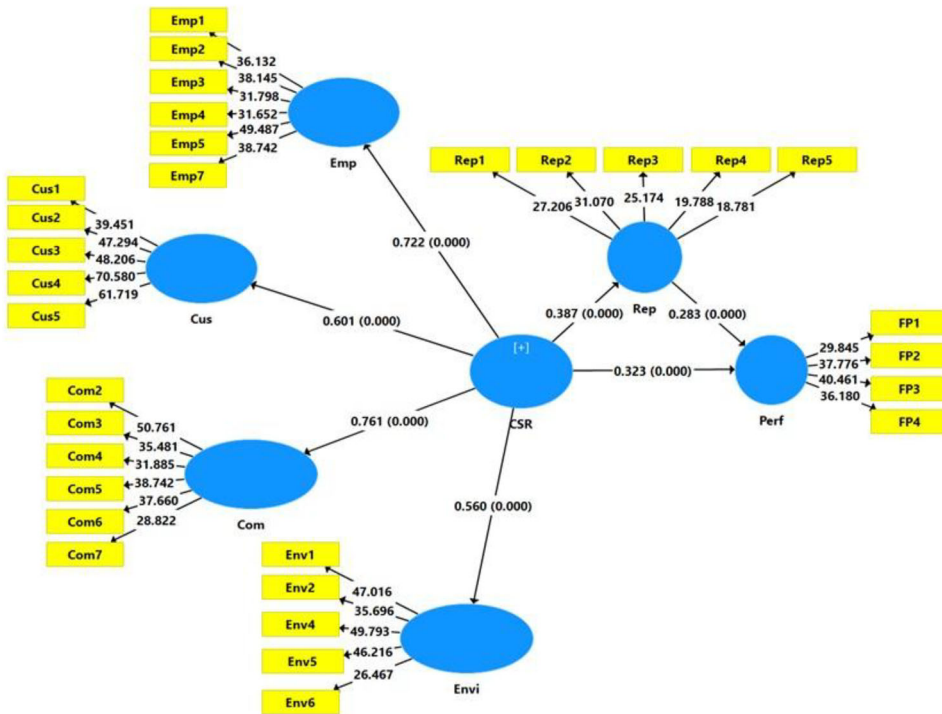 Emp1
Emp2
Emp3
Emp4
Emp5
Emp7
36.132
38.145
31.798
31.652
49.487
38.742
Emp
Rep1
Rep2
Rep3
Rep4
Rep5
27.206
31.070
25.174
19.788
18.781
Rep
Cus1
Cus2
Cus3
Cus4
Cus5
39.451
47.294
48.206
70.580
61.719
Cus
0.722 (0.000)
0.601 (0.000)
0.387 (0.000)
0.283 (0.000)
[+]
CSR
0.323 (0.000)
FP1
FP2
FP3
FP4
29.845
37.776
40.461
36.180
Perf
Com2
Com3
Com4
Com5
Com6
Com7
50.761
35.481
31.885
38.742
37.660
28.822
Com
0.761 (0.000)
0.560 (0.000)
Env1
Env2
Env4
Env5
Env6
47.016
35.696
49.793
46.216
26.467
Envi